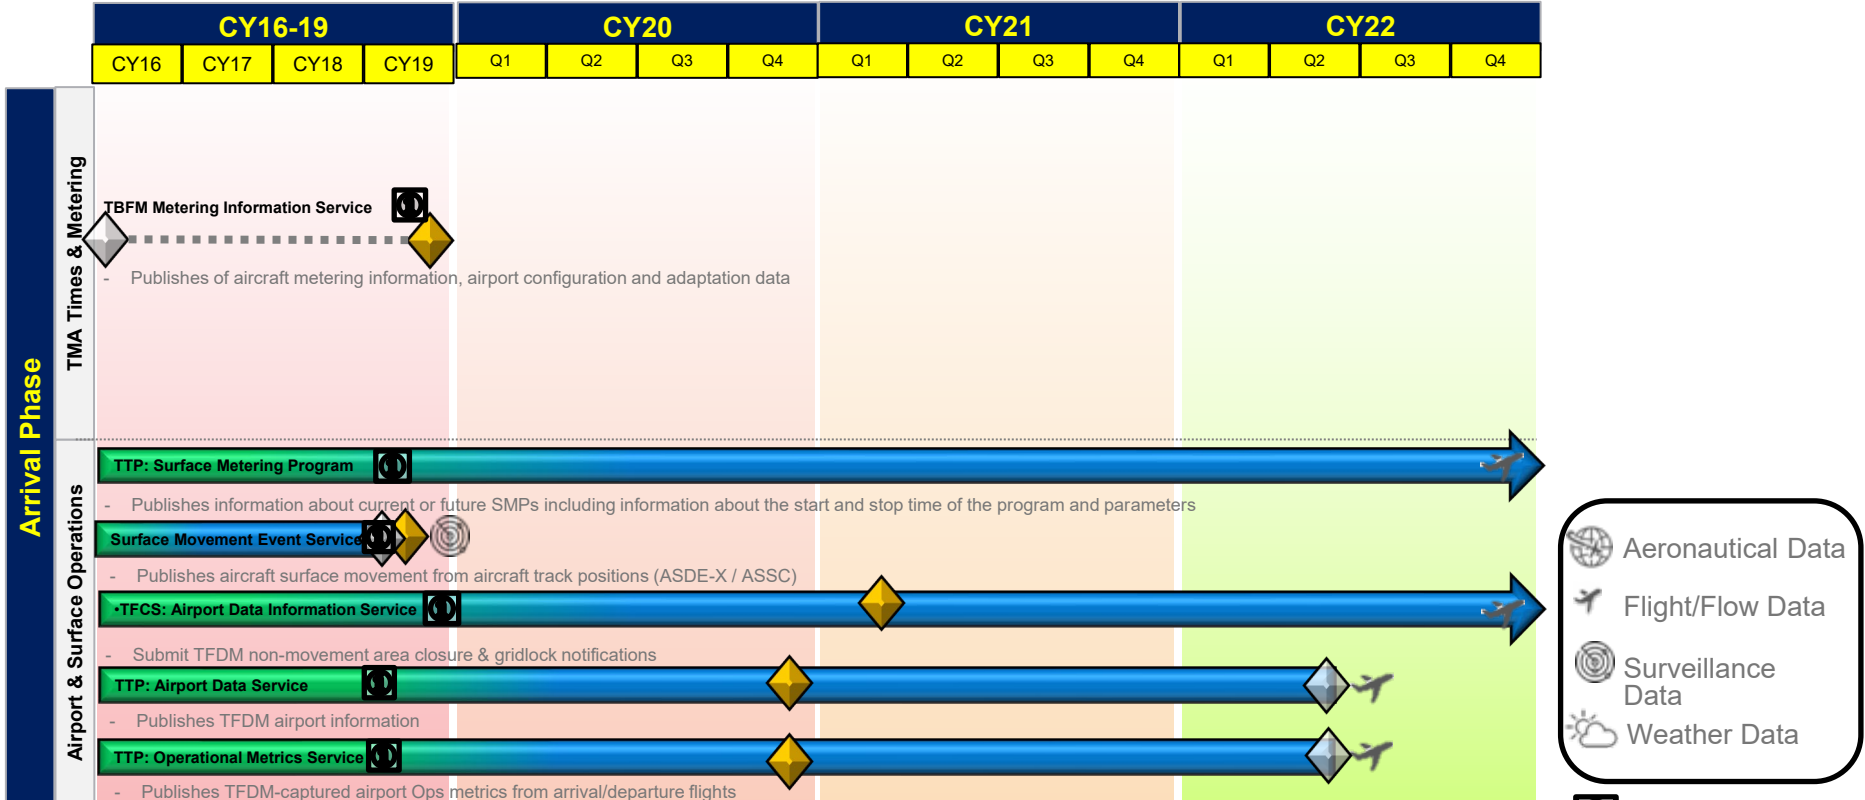 CY16-19 CY20 CY21 CY22
CY16 CY17 CY18 CY19 Q1 Q2 Q3 Q4 Q1 Q2 Q3 Q4 Q1 Q2 Q3 Q4
Arrival Phase
TMA Times & Metering
TBFM Metering Information Service
- Publishes of aircraft metering information, airport configuration and adaptation data
Airport & Surface Operations
TTP: Surface Metering Program
- Publishes information about current or future SMPs including information about the start and stop time of the program and parameters
Surface Movement Event Service
- Publishes aircraft surface movement from aircraft track positions (ASDE-X / ASSC)
•TFCS: Airport Data Information Service
- Submit TFDM non-movement area closure & gridlock notifications
TTP: Airport Data Service
- Publishes TFDM airport information
TTP: Operational Metrics Service
- Publishes TFDM-captured airport Ops metrics from arrival/departure flights
Aeronautical Data
Flight/Flow Data
Surveillance
Data
Weather Data